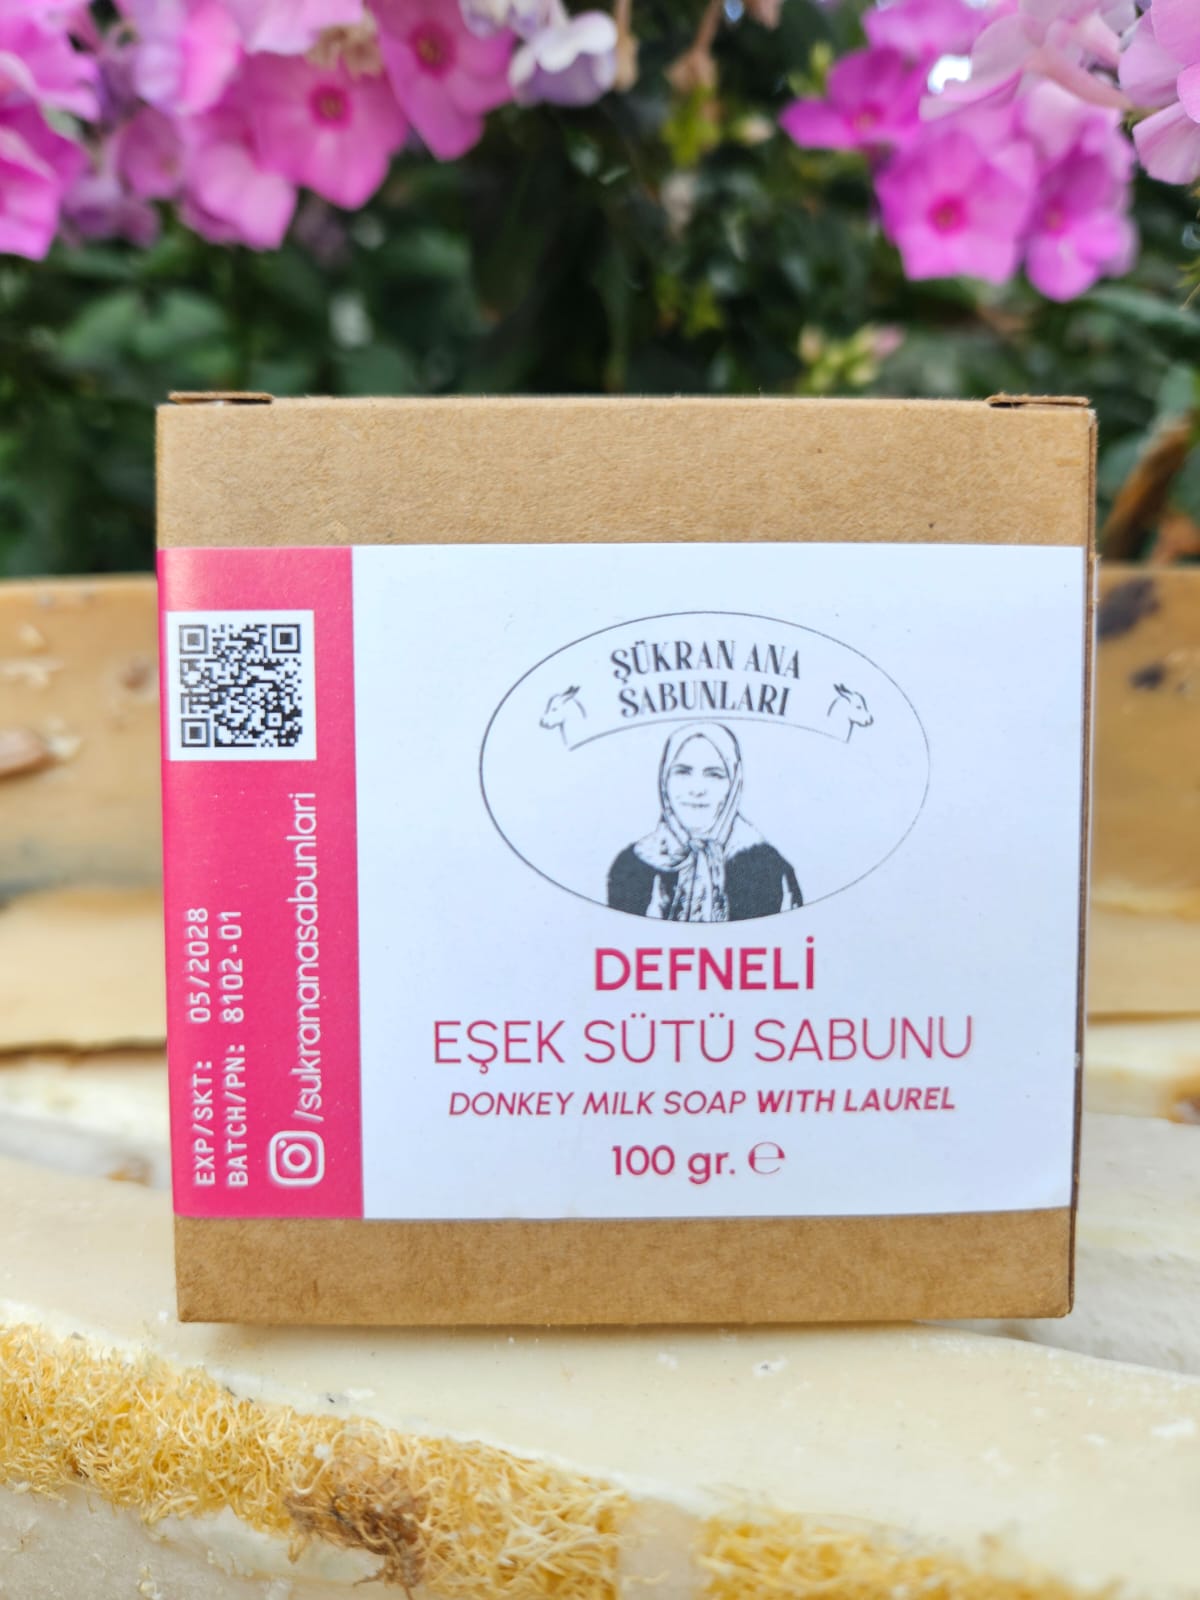 ŞÜKRAN ANA
SABUNLARI
DEFNELİ
EŞEK SÜTÜ SABUNU
DONKEY MILK SOAP WITH LAUREL
100 gr. ℮
EXP/SKT: 05/2028
BATCH/PN: 8102-01
/sukrananasabunlari